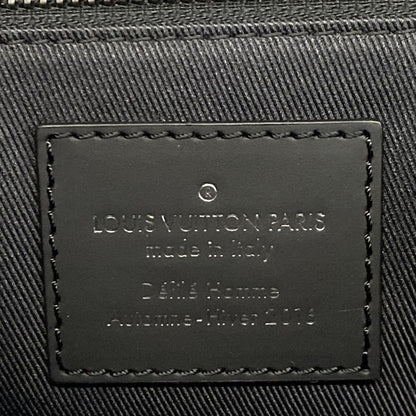 ®
LOUIS VUITTON PARIS
made in Italy
Défilé Homme
Automne-Hiver 2016